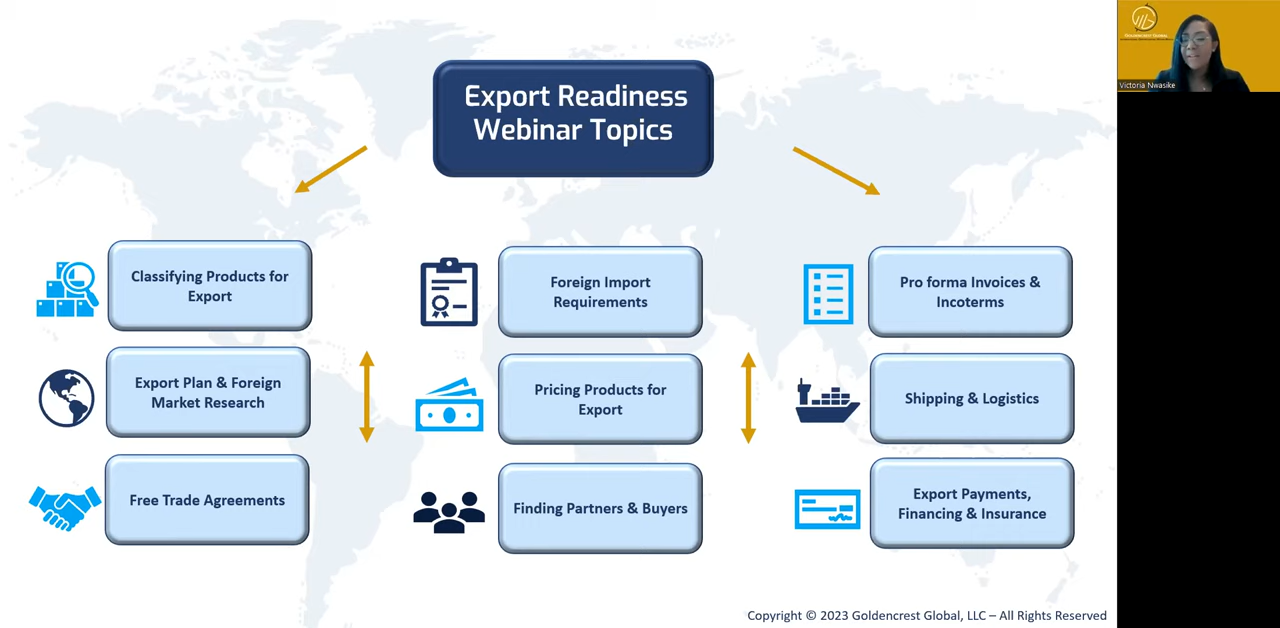 Export Readiness
Webinar Topics
Classifying Products for
Export
Export Plan & Foreign
Market Research
Free Trade Agreements
Foreign Import
Requirements
Pricing Products for
Export
Finding Partners & Buyers
Pro forma Invoices &
Incoterms
Shipping & Logistics
Export Payments,
Financing & Insurance
Copyright © 2023 Goldencrest Global, LLC – All Rights Reserved
Goldencrest Global
Victoria Nwasike